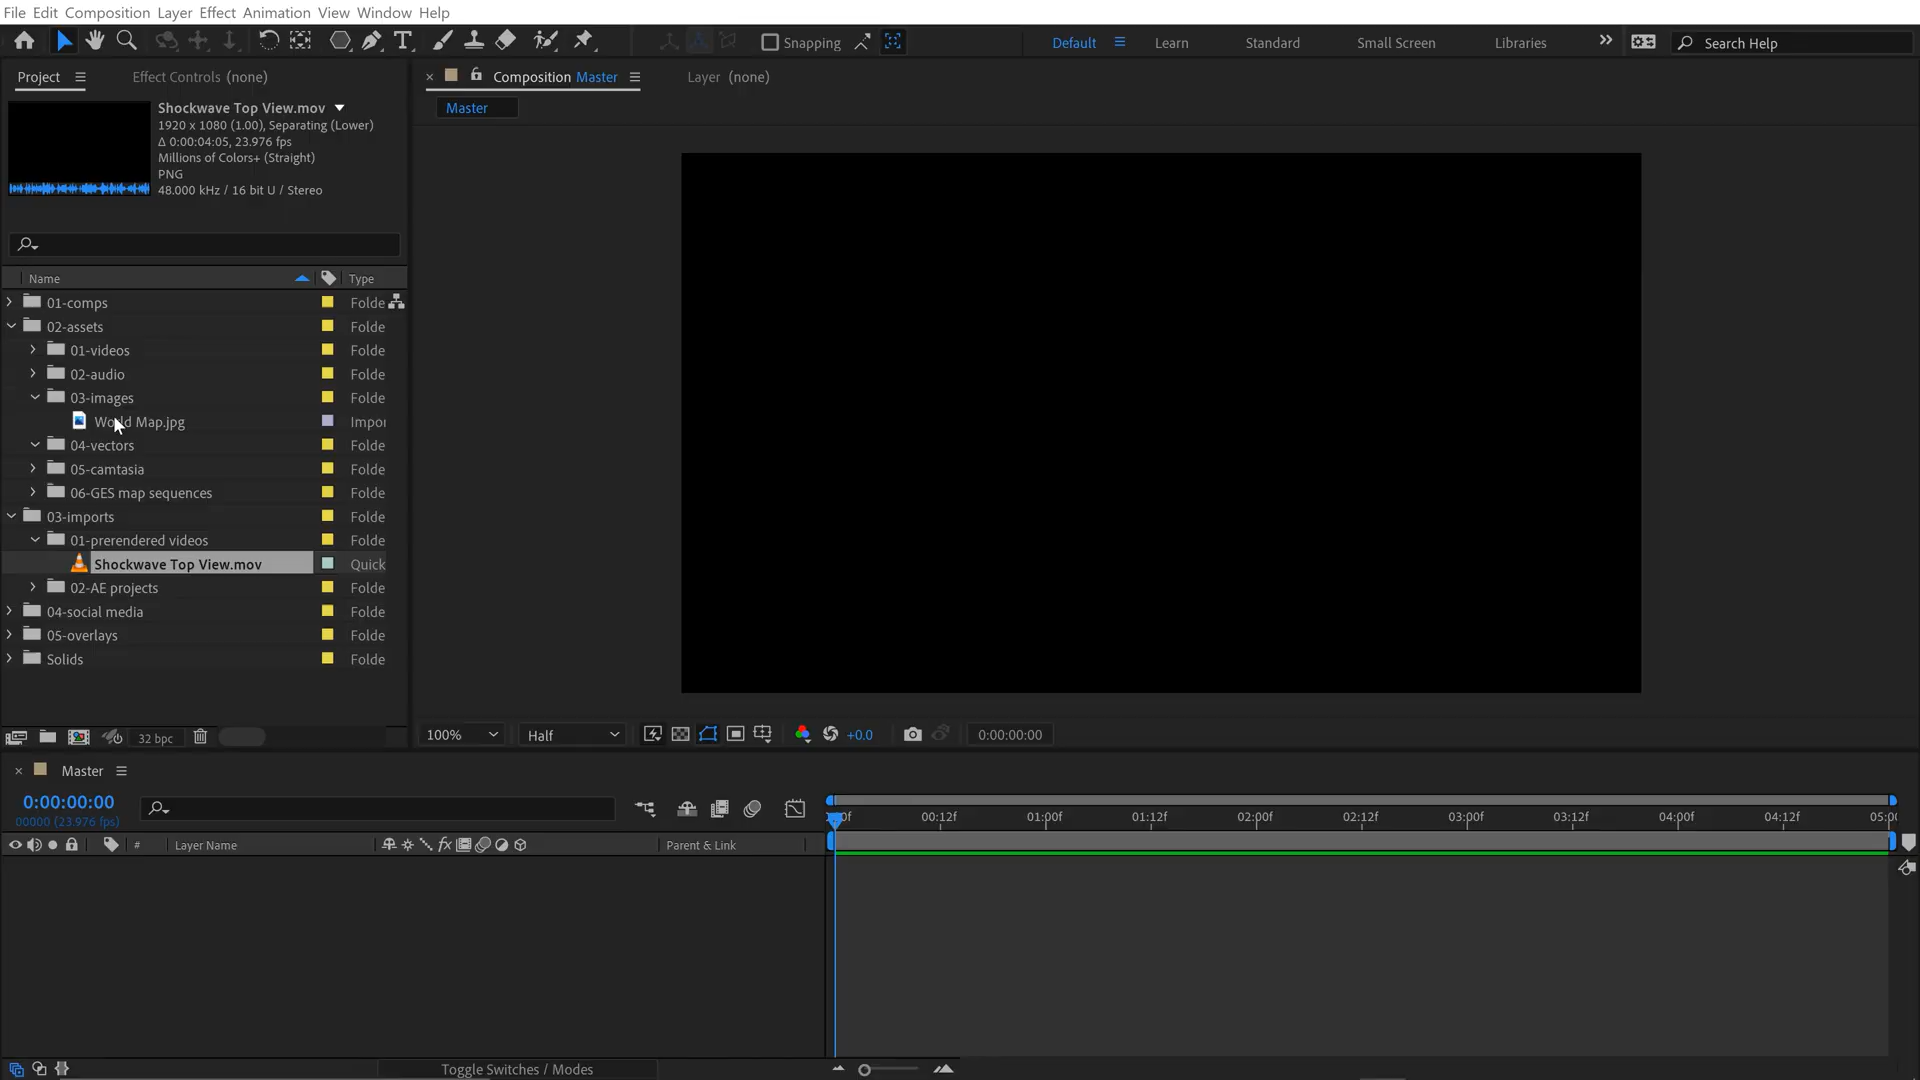 File Edit Composition Layer Effect Animation View Window Help
Snapping
Default
Learn
Standard
Small Screen
Libraries
Search Help
Project
Effect Controls (none)
Composition Master
Layer (none)
Master
Shockwave Top View.mov
1920 x 1080 (1.00), Separating (Lower)
Δ 0:00:04:05, 23.976 fps
Millions of Colors+ (Straight)
PNG
48.000 kHz / 16 bit U / Stereo
Name Type
01-comps Folde
02-assets Folde
01-videos Folde
02-audio Folde
03-images Folde
World Map.jpg Impor
04-vectors Folde
05-camtasia Folde
06-GES map sequences Folde
03-imports Folde
01-prerendered videos Folde
Shockwave Top View.mov Quick
02-AE projects Folde
04-social media Folde
05-overlays Folde
Solids Folde
32 bpc
100% Half +0.0 0:00:00:00
Master
0:00:00:00
00000 (23.976 fps)
00:12f 01:00f 01:12f 02:00f 02:12f 03:00f 03:12f 04:00f 04:12f
# Layer Name fx Parent & Link
Toggle Switches / Modes